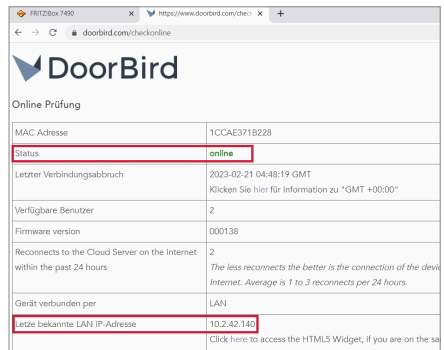 FRITZ!Box 7490
https://www.doorbird.com/check
doorbird.com/checkonline
DoorBird
Online Prüfung
MAC Adresse 1CCAE371B228
Status online
Letzter Verbindungsabbruch 2023-02-21 04:48:19 GMT
Klicken Sie hier für Information zu "GMT +00:00"
Verfügbare Benutzer 2
Firmware version 000138
Reconnects to the Cloud Server on the Internet 2
within the past 24 hours The less reconnects the better is the connection of the devic
Internet. Average is 1 to 3 reconnects per 24 hours.
Gerät verbunden per LAN
Letze bekannte LAN IP-Adresse 10.2.42.140
Click here to access the HTML5 Widget, if you are on the sa